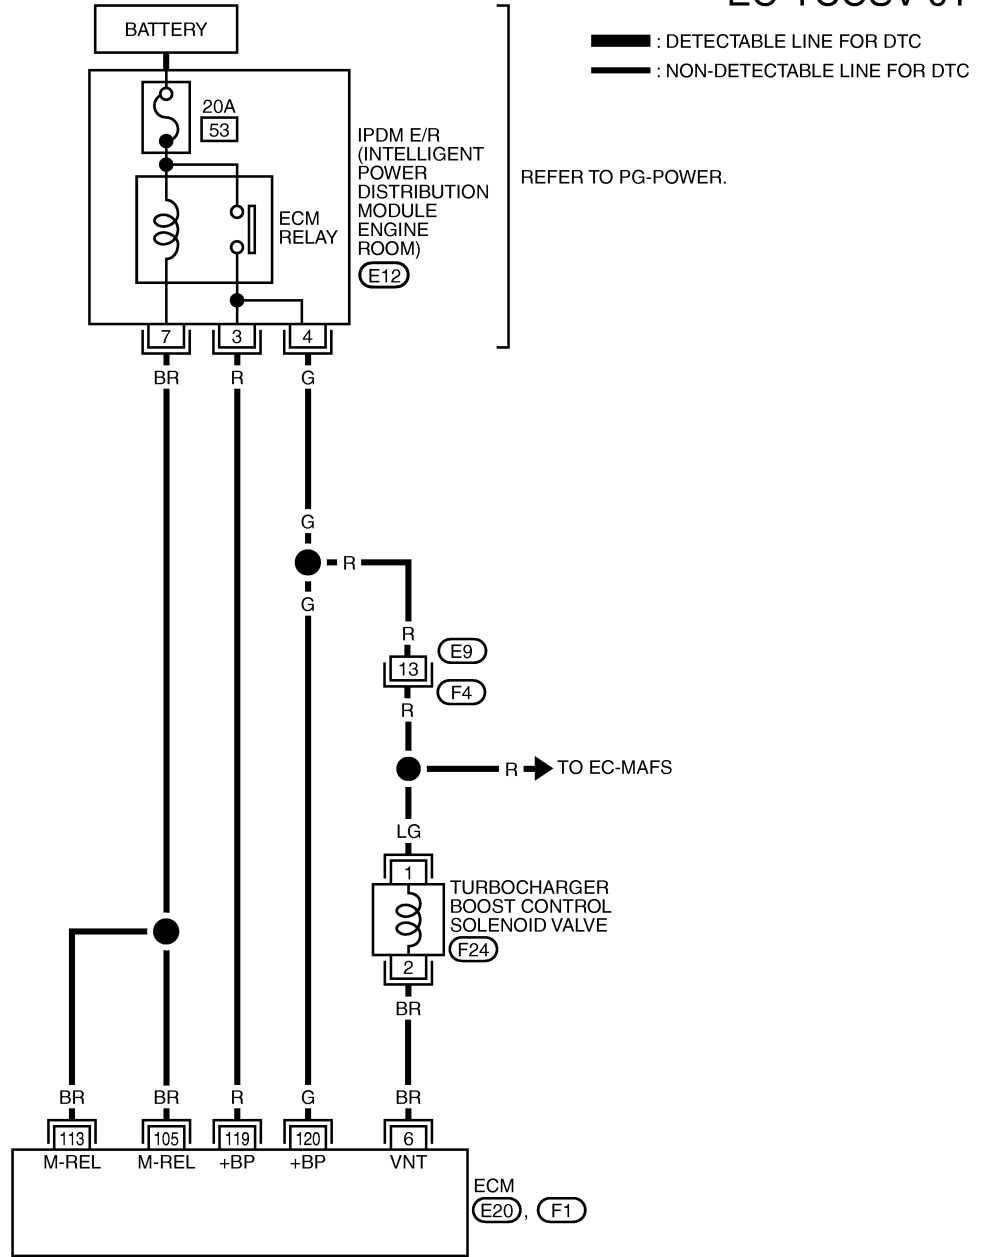 BATTERY
: DETECTABLE LINE FOR DTC
: NON-DETECTABLE LINE FOR DTC
20A
53
IPDM E/R
(INTELLIGENT
POWER
DISTRIBUTION
MODULE
ENGINE
ROOM)
E12
REFER TO PG-POWER.
ECM
RELAY
7 3 4
BR R G
G
R
G
R
E9
13
F4
R
R TO EC-MAFS
LG
1
TURBOCHARGER
BOOST CONTROL
SOLENOID VALVE
F24
2
BR
BR BR R G BR
113 105 119 120 6
M-REL M-REL +BP +BP VNT
ECM
E20 , F1